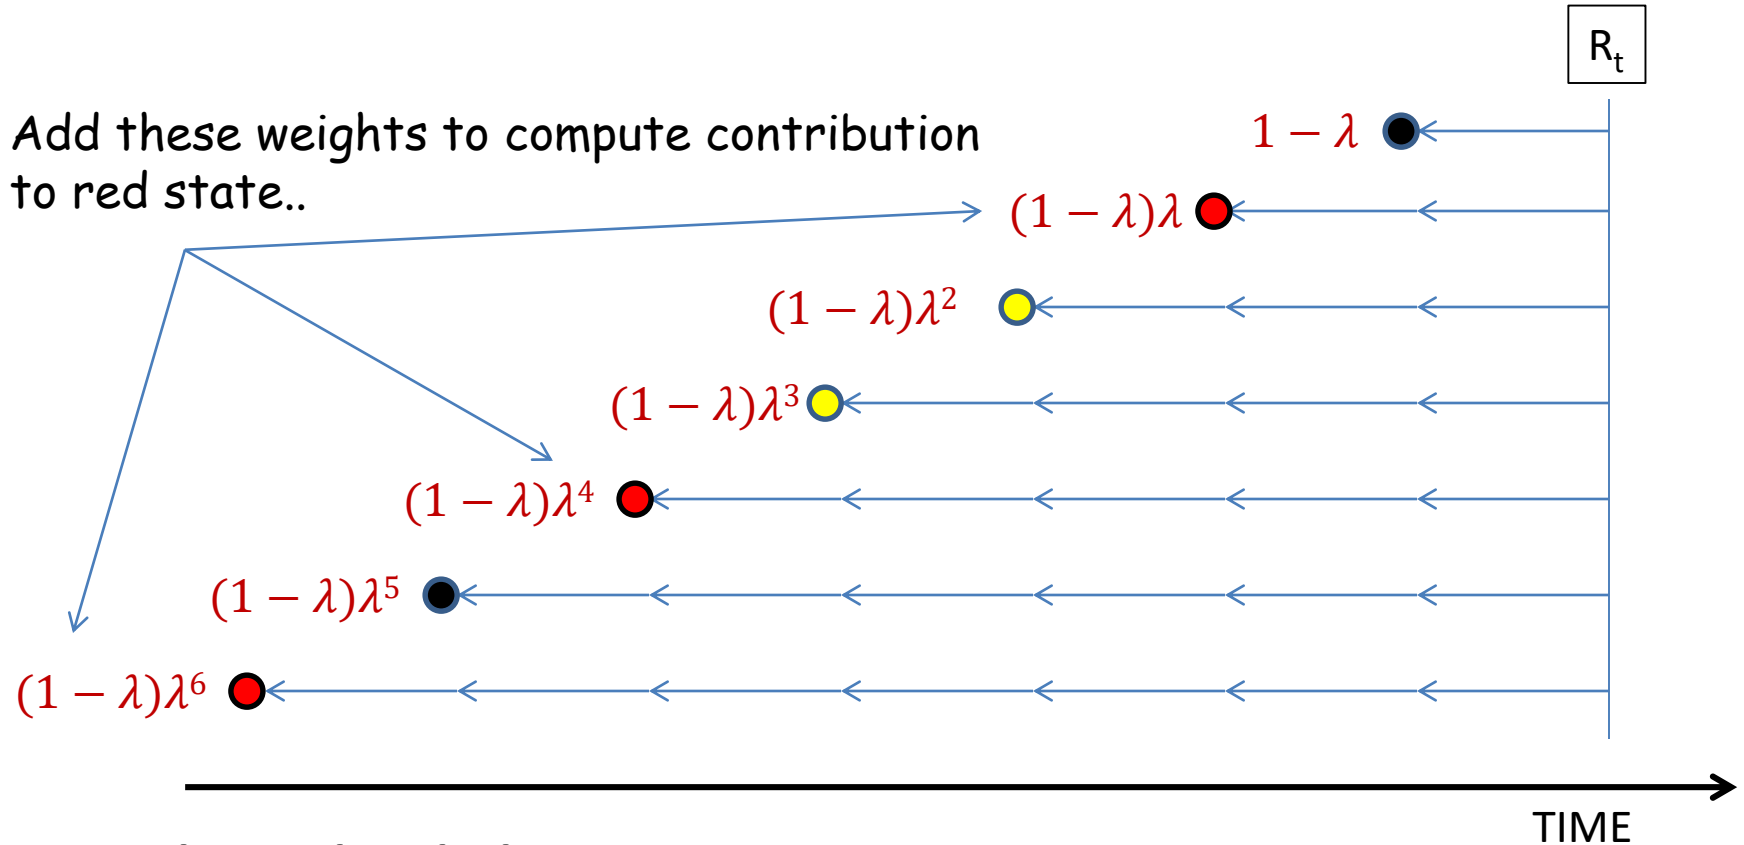 R_t
1 − λ
Add these weights to compute contribution
to red state..
(1 − λ)λ
(1 − λ)λ²
(1 − λ)λ³
(1 − λ)λ⁴
(1 − λ)λ⁵
(1 − λ)λ⁶
TIME